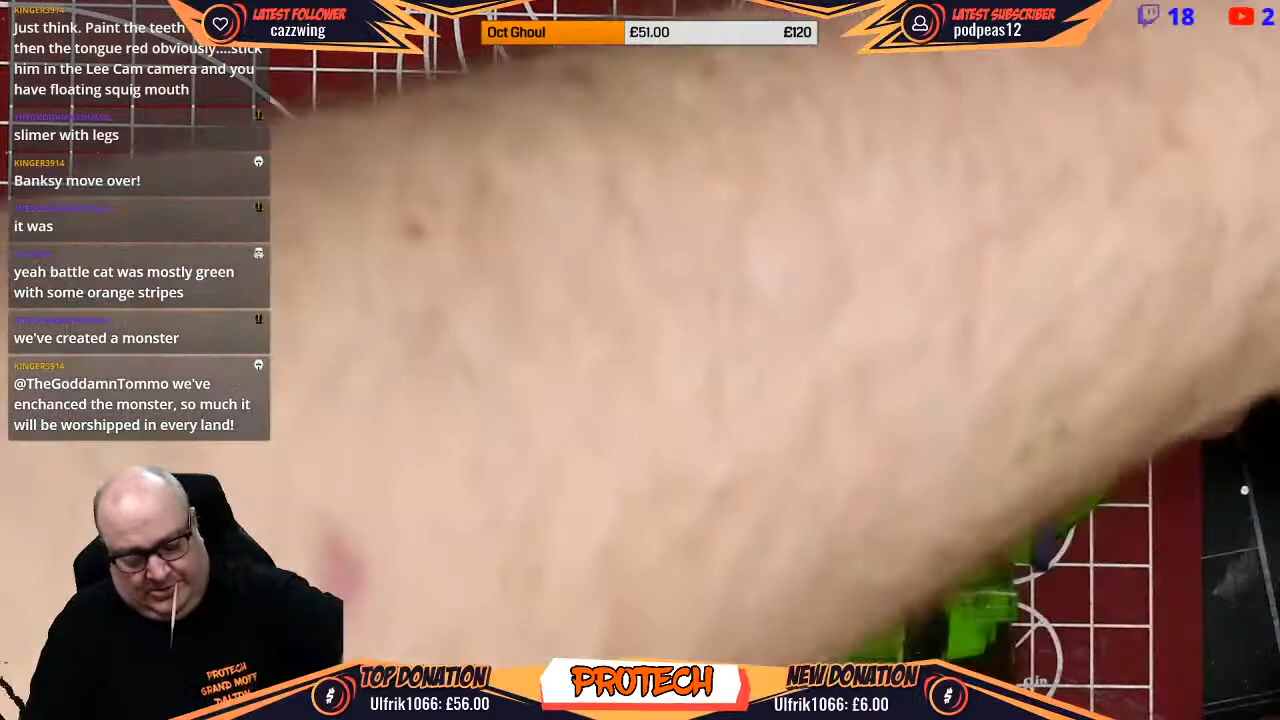 KINGER3914
Just think. Paint the teeth
then the tongue red obviously....stick
him in the Lee Cam camera and you
have floating squig mouth
slimer with legs
KINGER3914
Banksy move over!
it was
yeah battle cat was mostly green
with some orange stripes
we've created a monster
KINGER3914
@TheGoddamnTommo we've
enchanced the monster, so much it
will be worshipped in every land!
LATEST FOLLOWER
cazzwing
Oct Ghoul £51.00 £120
LATEST SUBSCRIBER
podpeas12
18 2
PROTECH
GRAND MOFF
TOP DONATION
Ulfrik1066: £56.00
PROTECH
NEW DONATION
Ulfrik1066: £6.00